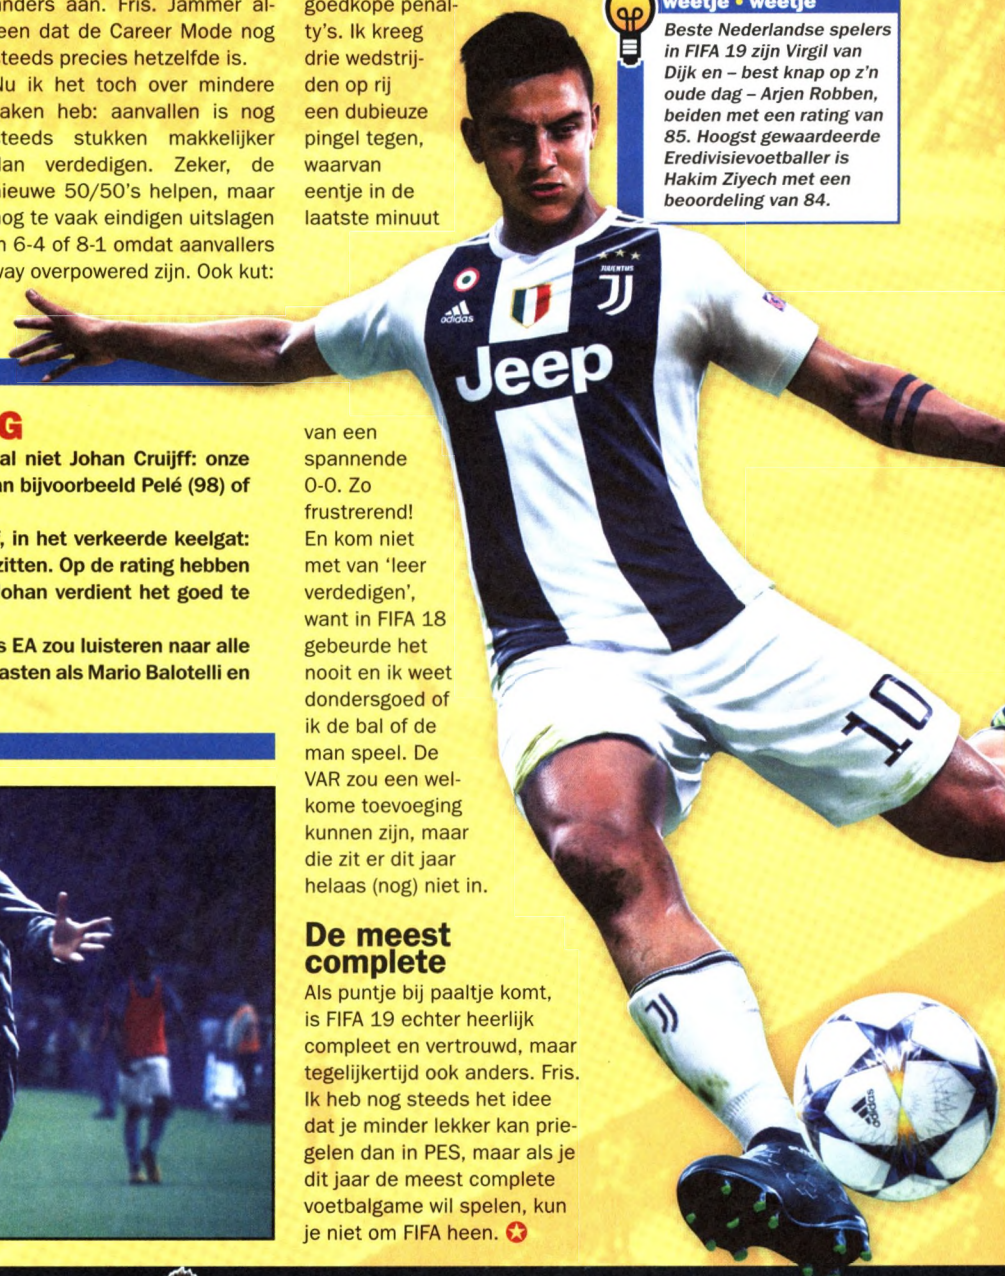 anders aan. Fris. Jammer al-
een dat de Career Mode nog
steeds precies hetzelfde is.
Nu ik het toch over mindere
zaken heb: aanvallen is nog
steeds stukken makkelijker
dan verdedigen. Zeker, de
nieuwe 50/50's helpen, maar
nog te vaak eindigen uitslagen
in 6-4 of 8-1 omdat aanvallers
way overpowered zijn. Ook kut:
goedkope penal-
ty's. Ik kreeg
drie wedstrij-
den op rij
een dubieuze
pingel tegen,
waarvan
eentje in de
laatste minuut
van een
spannende
0-0. Zo
frustrerend!
En kom niet
met van 'leer
verdedigen',
want in FIFA 18
gebeurde het
nooit en ik weet
dondersgoed of
ik de bal of de
man speel. De
VAR zou een wel-
kome toevoeging
kunnen zijn, maar
die zit er dit jaar
helaas (nog) niet in.
De meest
complete
Als puntje bij paaltje komt,
is FIFA 19 echter heerlijk
compleet en vertrouwd, maar
tegelijkertijd ook anders. Fris.
Ik heb nog steeds het idee
dat je minder lekker kan prie-
gelen dan in PES, maar als je
dit jaar de meest complete
voetbalgame wil spelen, kun
je niet om FIFA heen.
weetje • weetje
Beste Nederlandse spelers
in FIFA 19 zijn Virgil van
Dijk en – best knap op z'n
oude dag – Arjen Robben,
beiden met een rating van
85. Hoogst gewaardeerde
Eredivisievoetballer is
Hakim Ziyech met een
beoordeling van 84.
G
al niet Johan Cruijff: onze
an bijvoorbeeld Pelé (98) of
, in het verkeerde keelgat:
zitten. Op de rating hebben
Johan verdient het goed te
s EA zou luisteren naar alle
asten als Mario Balotelli en
JUVENTUS
adidas
Jeep
10
adidas